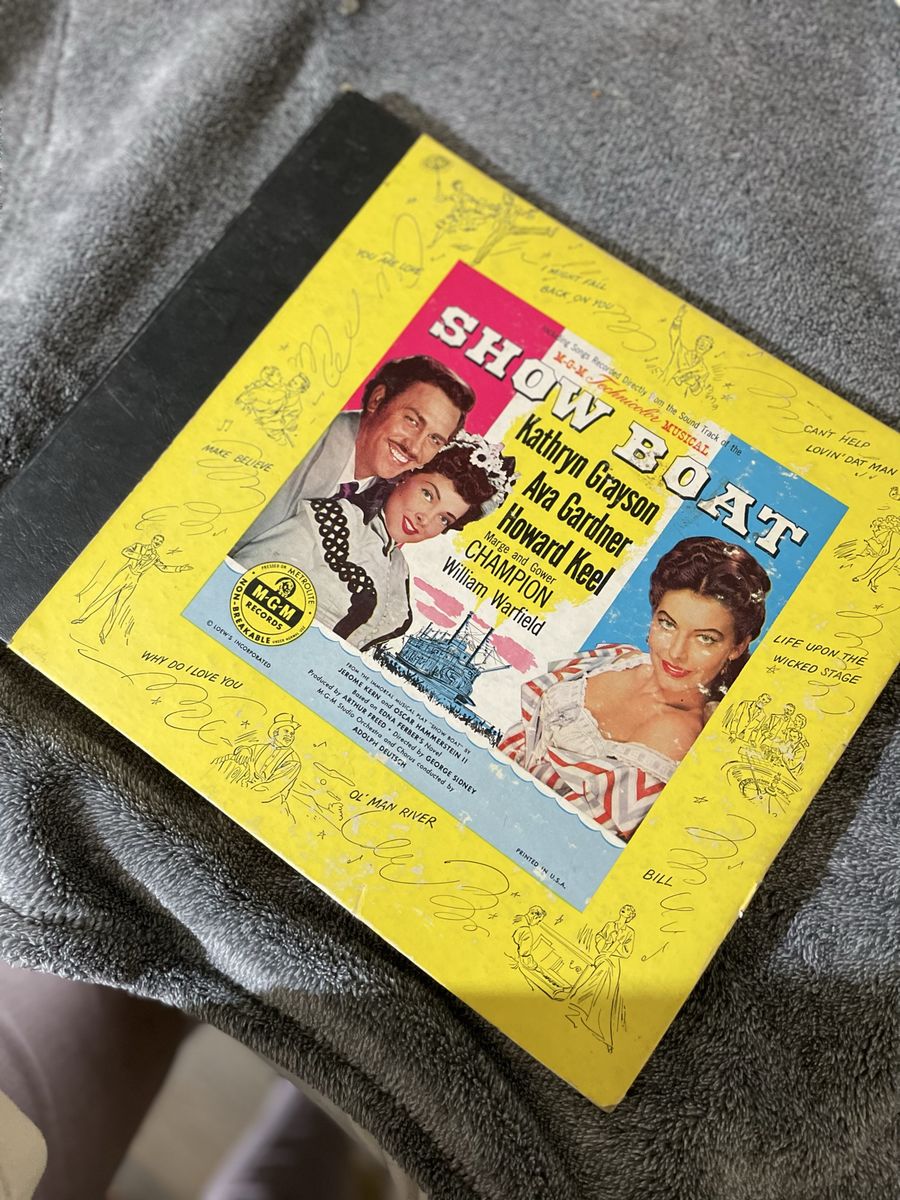 YOU ARE LOVE
I MIGHT FALL
BACK ON YOU
CAN'T HELP
LOVIN' DAT MAN
Including Songs Recorded Directly from the Sound Track of the
M-G-M Technicolor MUSICAL
SHOW BOAT
Kathryn Grayson
Ava Gardner
Howard Keel
Marge and Gower
CHAMPION
William Warfield
MAKE BELIEVE
PRESSED ON METROLITE
M-G-M
RECORDS
NON-BREAKABLE
UNDER NORMAL USE
© LOEW'S INCORPORATED
FROM THE IMMORTAL MUSICAL PLAY "SHOW BOAT" BY
JEROME KERN and OSCAR HAMMERSTEIN II
Based on EDNA FERBER'S Novel
Produced by ARTHUR FREED • Directed by GEORGE SIDNEY
M-G-M Studio Orchestra and Chorus conducted by
ADOLPH DEUTSCH
LIFE UPON THE
WICKED STAGE
WHY DO I LOVE YOU
OL' MAN RIVER
PRINTED IN U.S.A.
BILL